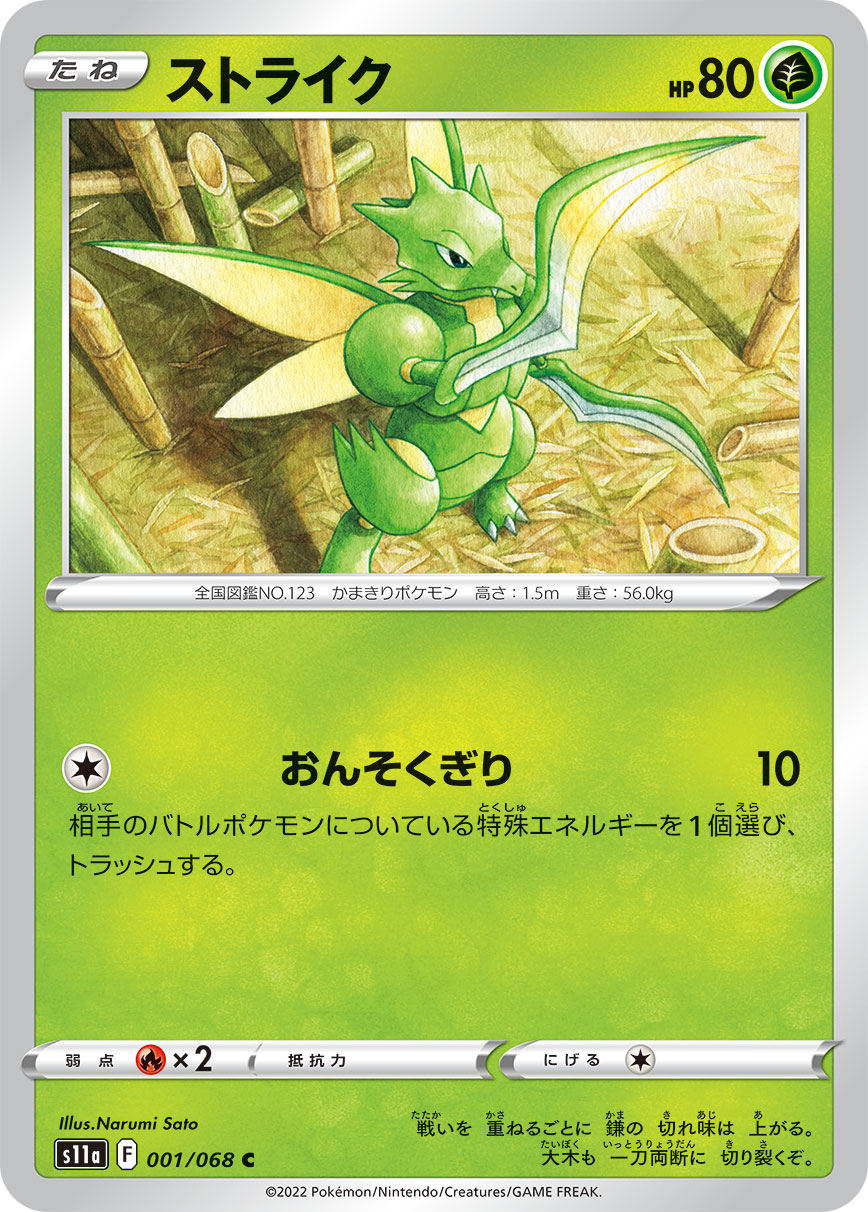 たね ストライク HP80
全国図鑑NO.123 かまきりポケモン 高さ:1.5m 重さ:56.0kg
おんそくぎり 10
相手のバトルポケモンについている特殊エネルギーを1個選び、
トラッシュする。
弱点 ×2 抵抗力 にげる
Illus.Narumi Sato
戦いを 重ねるごとに 鎌の 切れ味は 上がる。
大木も 一刀両断に 切り裂くぞ。
s11a F 001/068 C
©2022 Pokémon/Nintendo/Creatures/GAME FREAK.